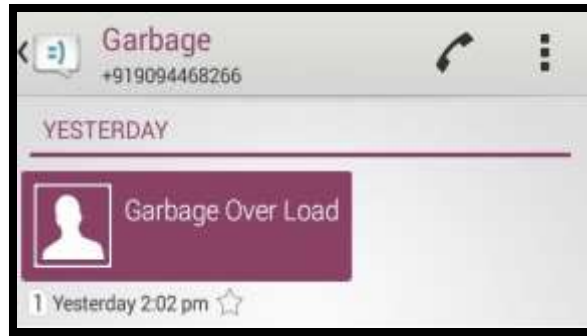 Garbage
+919094468266
YESTERDAY
Garbage Over Load
1 Yesterday 2:02 pm